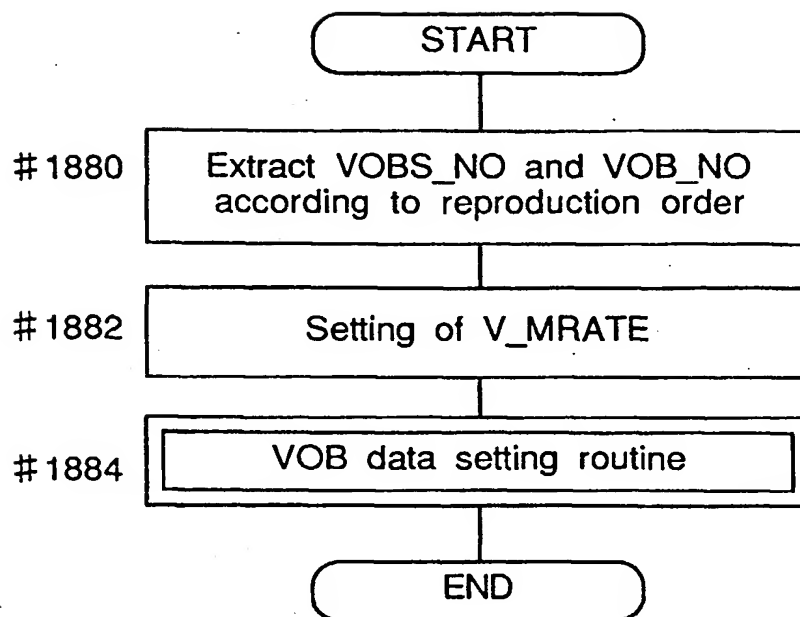 START
#1880
Extract VOBS_NO and VOB_NO
according to reproduction order
#1882
Setting of V_MRATE
#1884
VOB data setting routine
END